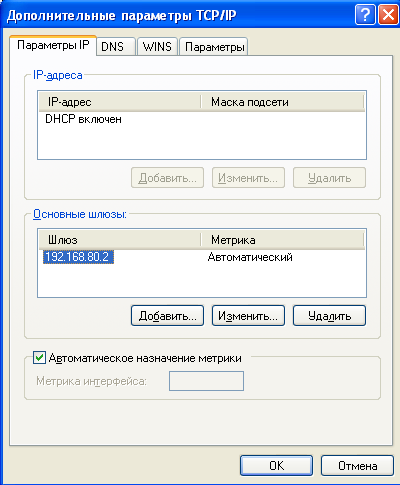 Дополнительные параметры TCP/IP
Параметры IP DNS WINS Параметры
IP-адреса
IP-адрес Маска подсети
DHCP включен
Добавить... Изменить... Удалить
Основные шлюзы:
Шлюз Метрика
192.168.80.2 Автоматический
Добавить... Изменить... Удалить
Автоматическое назначение метрики
Метрика интерфейса:
OK Отмена